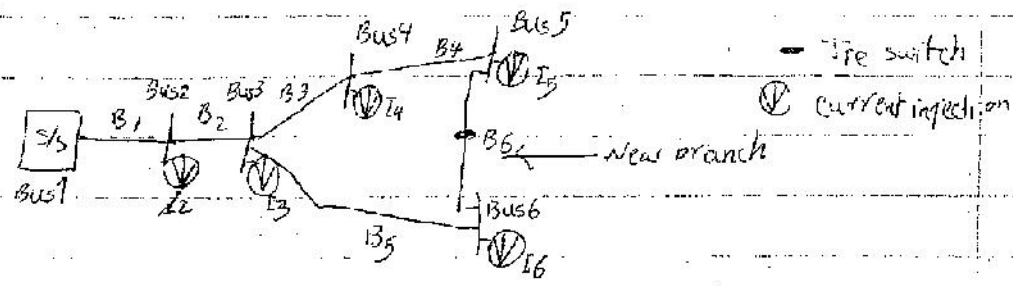 Bus5
Bus4
B4
Tie switch
I5
Bus2
Bus3
B3
I4
current injection
S/S
B1
B2
B6
New branch
Bus1
I2
I3
Bus6
B5
I6